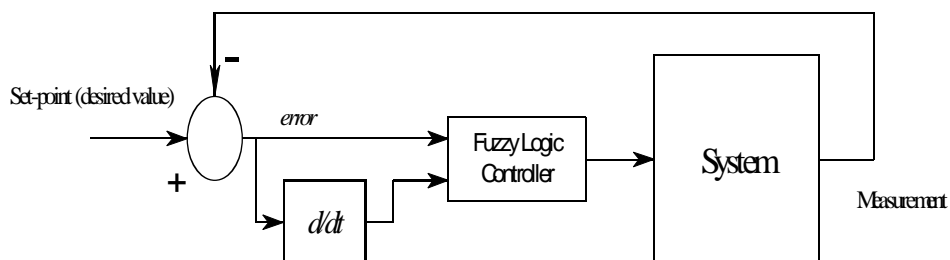 -
Set-point (desired value)
error
+
Fuzzy Logic
Controller
System
d/dt
Measurement